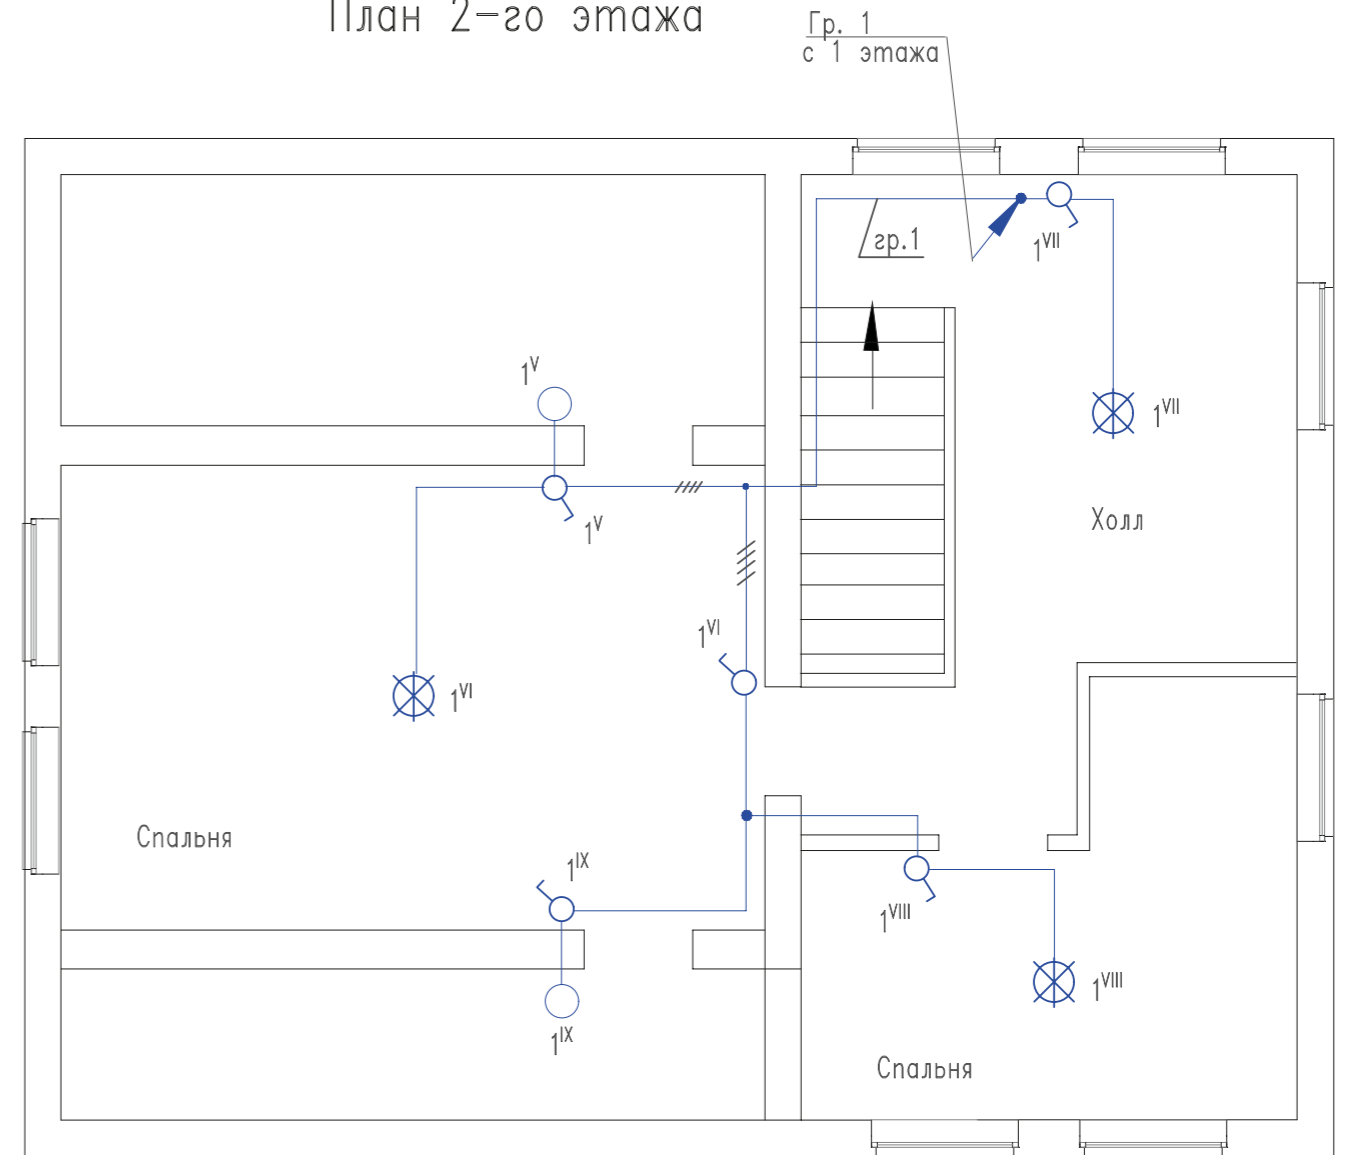 План 2-го этажа
Гр. 1
с 1 этажа
гр.1
1VII
1V
1VII
1V
Холл
1VI
1VI
Спальня
1IX
1VIII
1VIII
1IX
Спальня